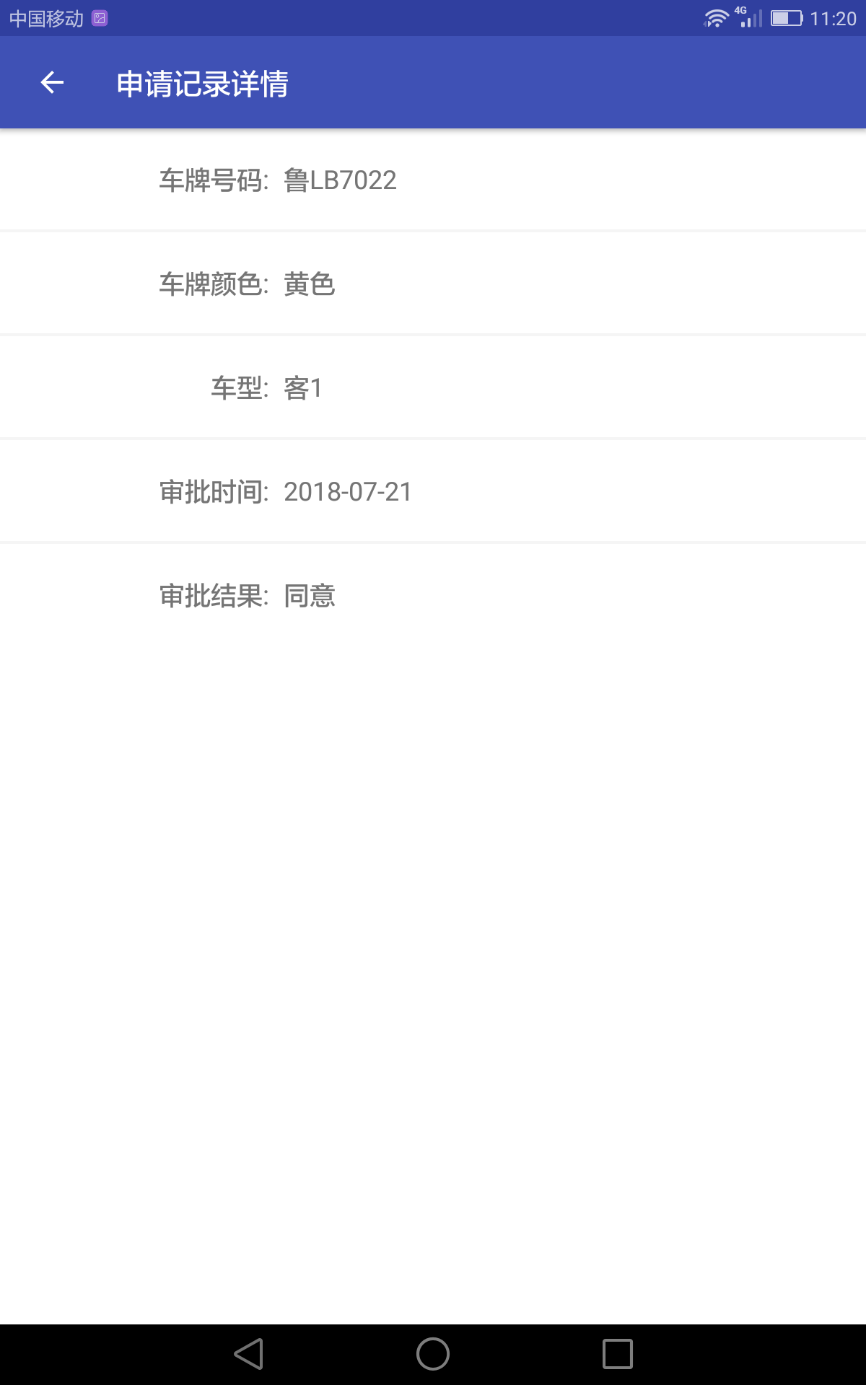 中国移动 4G 11:20
申请记录详情
车牌号码: 鲁LB7022
车牌颜色: 黄色
车型: 客1
审批时间: 2018-07-21
审批结果: 同意